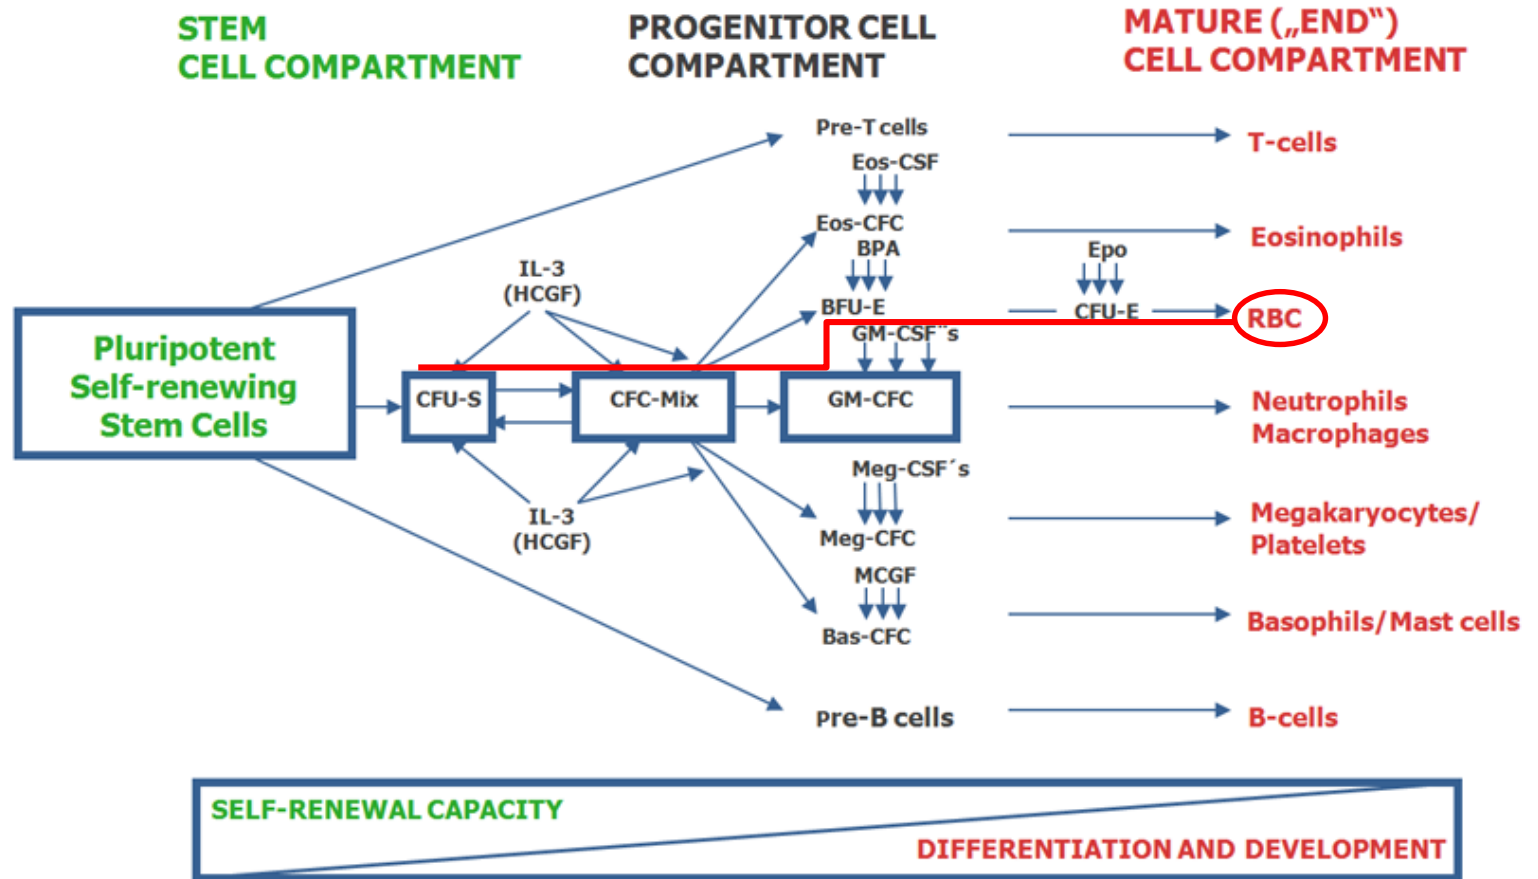 STEM
CELL COMPARTMENT
PROGENITOR CELL
COMPARTMENT
MATURE („END“)
CELL COMPARTMENT
Pre-T cells
T-cells
Eos-CSF
Eos-CFC
Eosinophils
BPA
Epo
IL-3
(HCGF)
BFU-E
CFU-E
RBC
GM-CSF¨s
Pluripotent
Self-renewing
Stem Cells
CFU-S
CFC-Mix
GM-CFC
Neutrophils
Macrophages
Meg-CSF´s
IL-3
(HCGF)
Meg-CFC
Megakaryocytes/
Platelets
MCGF
Bas-CFC
Basophils/Mast cells
Pre-B cells
B-cells
SELF-RENEWAL CAPACITY
DIFFERENTIATION AND DEVELOPMENT